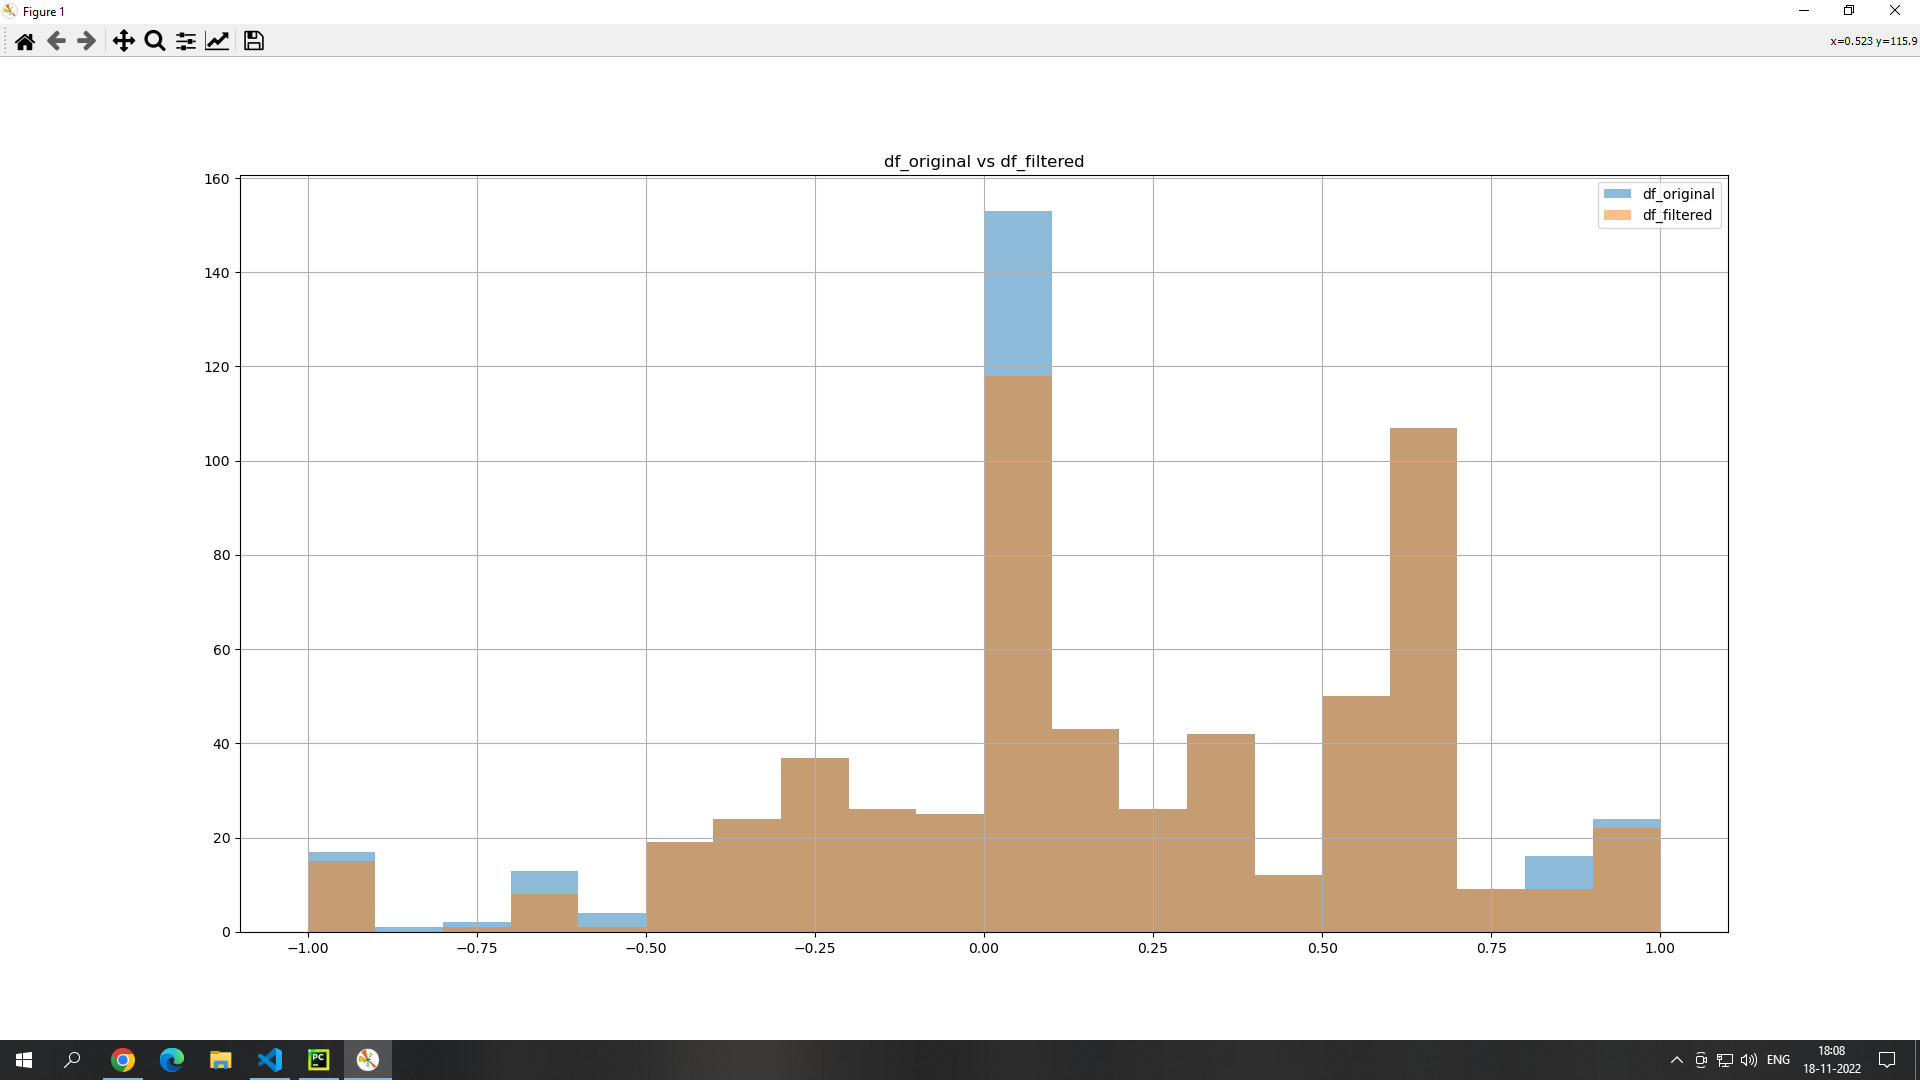 Figure 1
x=0.523 y=115.9
df_original vs df_filtered
df_original
df_filtered
160
140
120
100
80
60
40
20
0
−1.00 −0.75 −0.50 −0.25 0.00 0.25 0.50 0.75 1.00
PC
ENG
18:08
18-11-2022